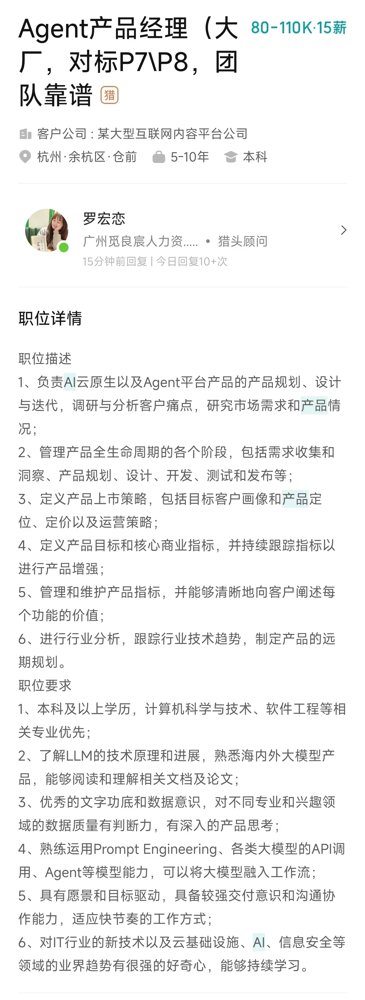 Agent产品经理（大
80-110K·15薪
厂，对标P7\P8，团
队靠谱 猎
客户公司：某大型互联网内容平台公司
杭州·余杭区·仓前 5-10年 本科
罗宏恋
广州觅良宸人力资..... • 猎头顾问
15分钟前回复 | 今日回复10+次
职位详情
职位描述
1、负责AI云原生以及Agent平台产品的产品规划、设计
与迭代，调研与分析客户痛点，研究市场需求和产品情
况；
2、管理产品全生命周期的各个阶段，包括需求收集和
洞察、产品规划、设计、开发、测试和发布等；
3、定义产品上市策略，包括目标客户画像和产品定
位、定价以及运营策略；
4、定义产品目标和核心商业指标，并持续跟踪指标以
进行产品增强；
5、管理和维护产品指标，并能够清晰地向客户阐述每
个功能的价值；
6、进行行业分析，跟踪行业技术趋势，制定产品的远
期规划。
职位要求
1、本科及以上学历，计算机科学与技术、软件工程等相
关专业优先；
2、了解LLM的技术原理和进展，熟悉海内外大模型产
品，能够阅读和理解相关文档及论文；
3、优秀的文字功底和数据意识，对不同专业和兴趣领
域的数据质量有判断力，有深入的产品思考；
4、熟练运用Prompt Engineering、各类大模型的API调
用、Agent等模型能力，可以将大模型融入工作流；
5、具有愿景和目标驱动，具备较强交付意识和沟通协
作能力，适应快节奏的工作方式；
6、对IT行业的新技术以及云基础设施、AI、信息安全等
领域的业界趋势有很强的好奇心，能够持续学习。